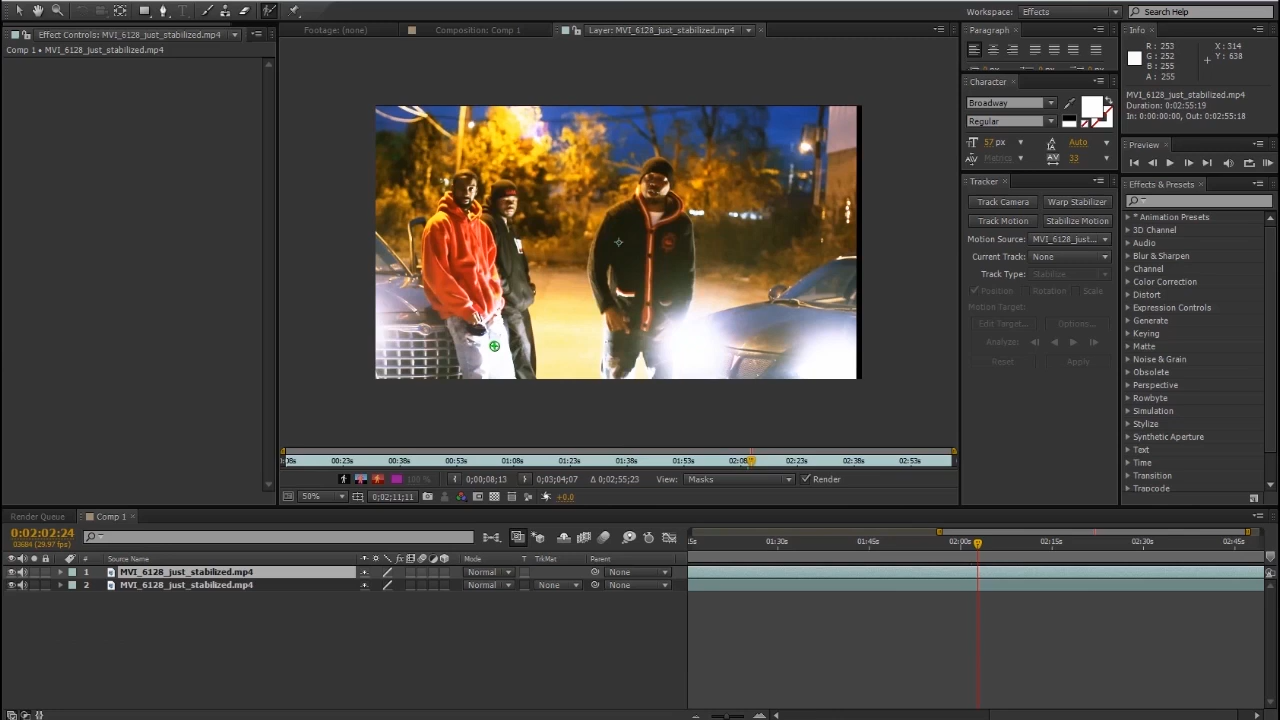 Workspace: Effects
Search Help
Effect Controls: MVI_6128_just_stabilized.mp4
Footage: (none)
Composition: Comp 1
Layer: MVI_6128_just_stabilized.mp4
Paragraph
Info
Comp 1 • MVI_6128_just_stabilized.mp4
R: 253
G: 252
B: 255
A: 255
X: 314
Y: 638
Character
MVI_6128_just_stabilized.mp4
Duration: 0:02:55:19
In: 0:00:00:00, Out: 0:02:55:18
Broadway
Regular
57 px
Auto
Metrics
33
Preview
Tracker
Effects & Presets
Track Camera
Warp Stabilizer
Track Motion
Stabilize Motion
Motion Source: MVI_6128_just...
Current Track: None
Track Type: Stabilize
Position
Rotation
Scale
Motion Target:
Edit Target...
Options...
Analyze:
Reset
Apply
* Animation Presets
3D Channel
Audio
Blur & Sharpen
Channel
Color Correction
Distort
Expression Controls
Generate
Keying
Matte
Noise & Grain
Obsolete
Perspective
Rowbyte
Simulation
Stylize
Synthetic Aperture
Text
Time
Transition
Trapcode
00:23s 00:38s 00:53s 01:08s 01:23s 01:38s 01:53s 02:08s 02:23s 02:38s 02:53s
100 %
0;00;08;13
0;03;04;07
Δ 0;02;55;23
View: Masks
Render
50%
0;02;11;11
+0.0
Render Queue
Comp 1
0:02:02:24
03684 (29.97 fps)
5s 01:30s 01:45s 02:00s 02:15s 02:30s 02:45s
# Source Name
fx
Mode
T TrkMat
Parent
1 MVI_6128_just_stabilized.mp4
Normal
None
2 MVI_6128_just_stabilized.mp4
Normal
None
None